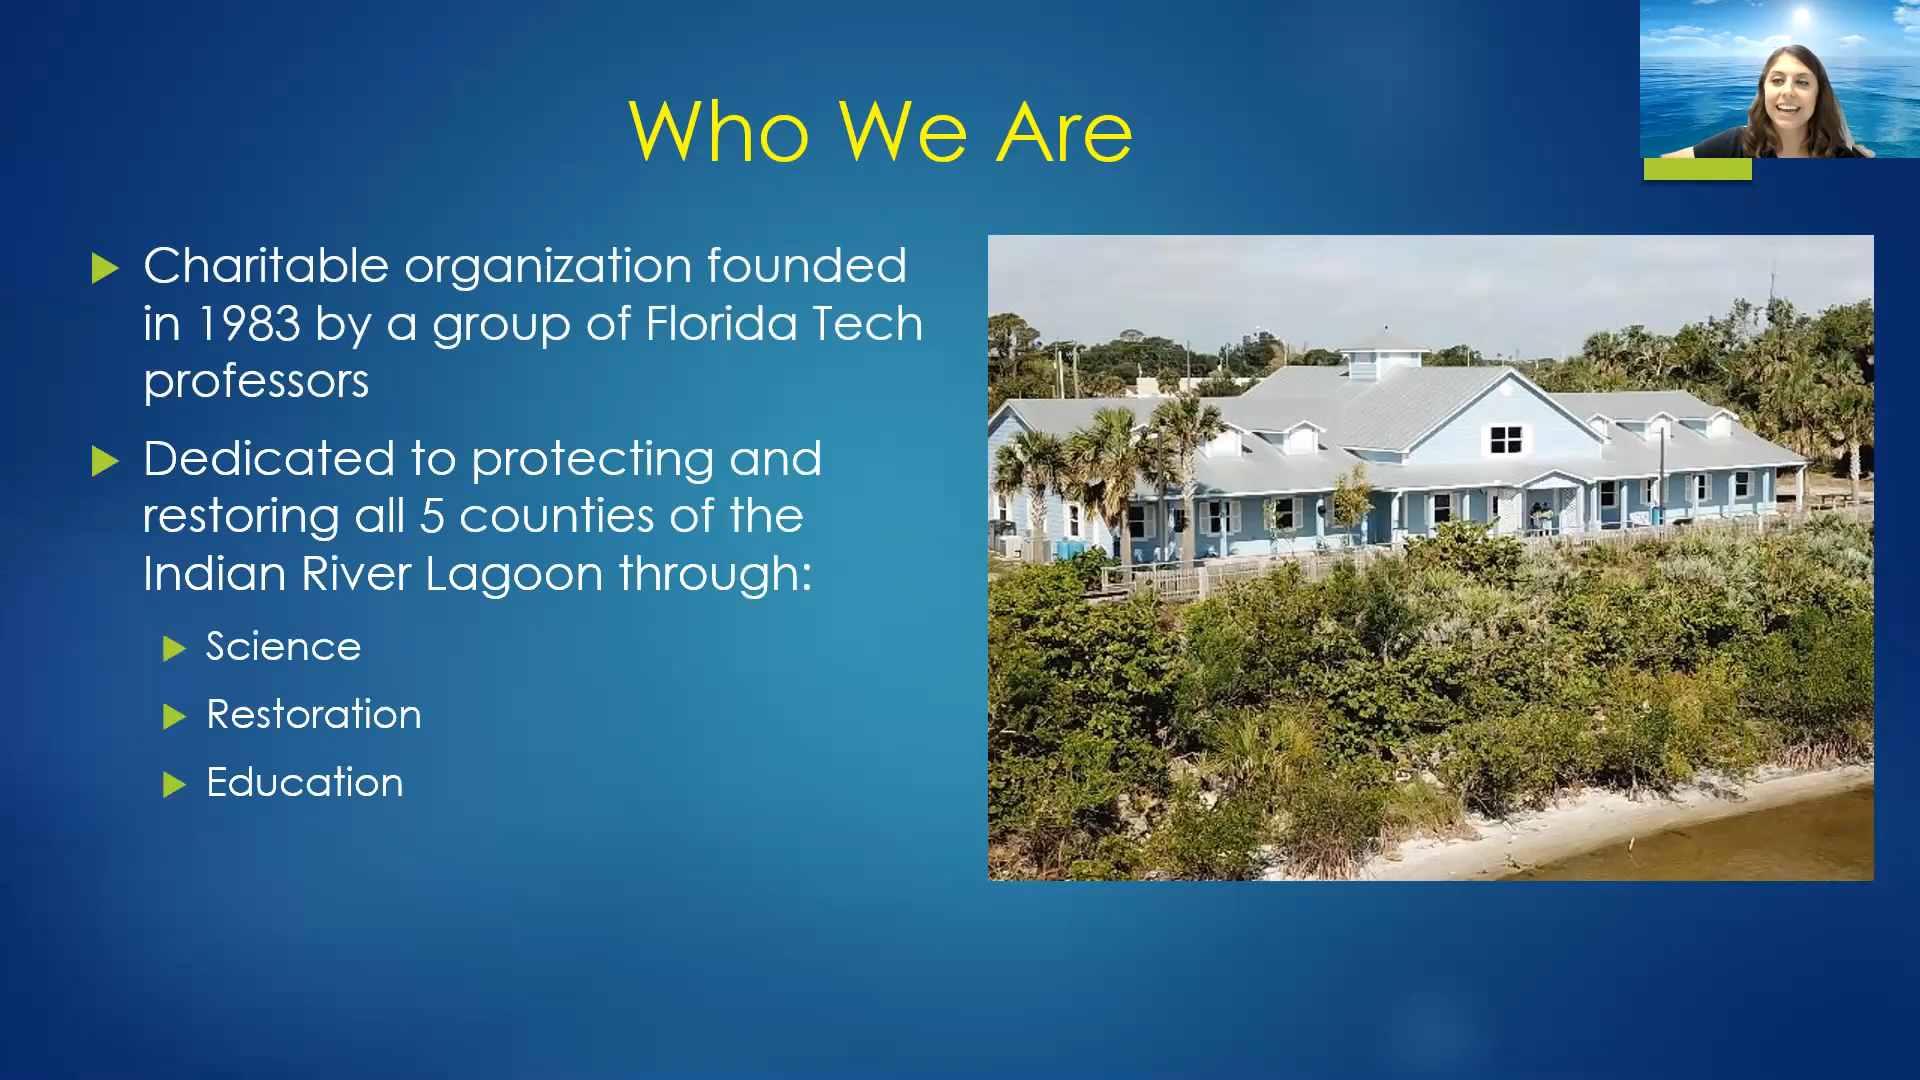 Who We Are
Charitable organization founded
in 1983 by a group of Florida Tech
professors
Dedicated to protecting and
restoring all 5 counties of the
Indian River Lagoon through:
Science
Restoration
Education